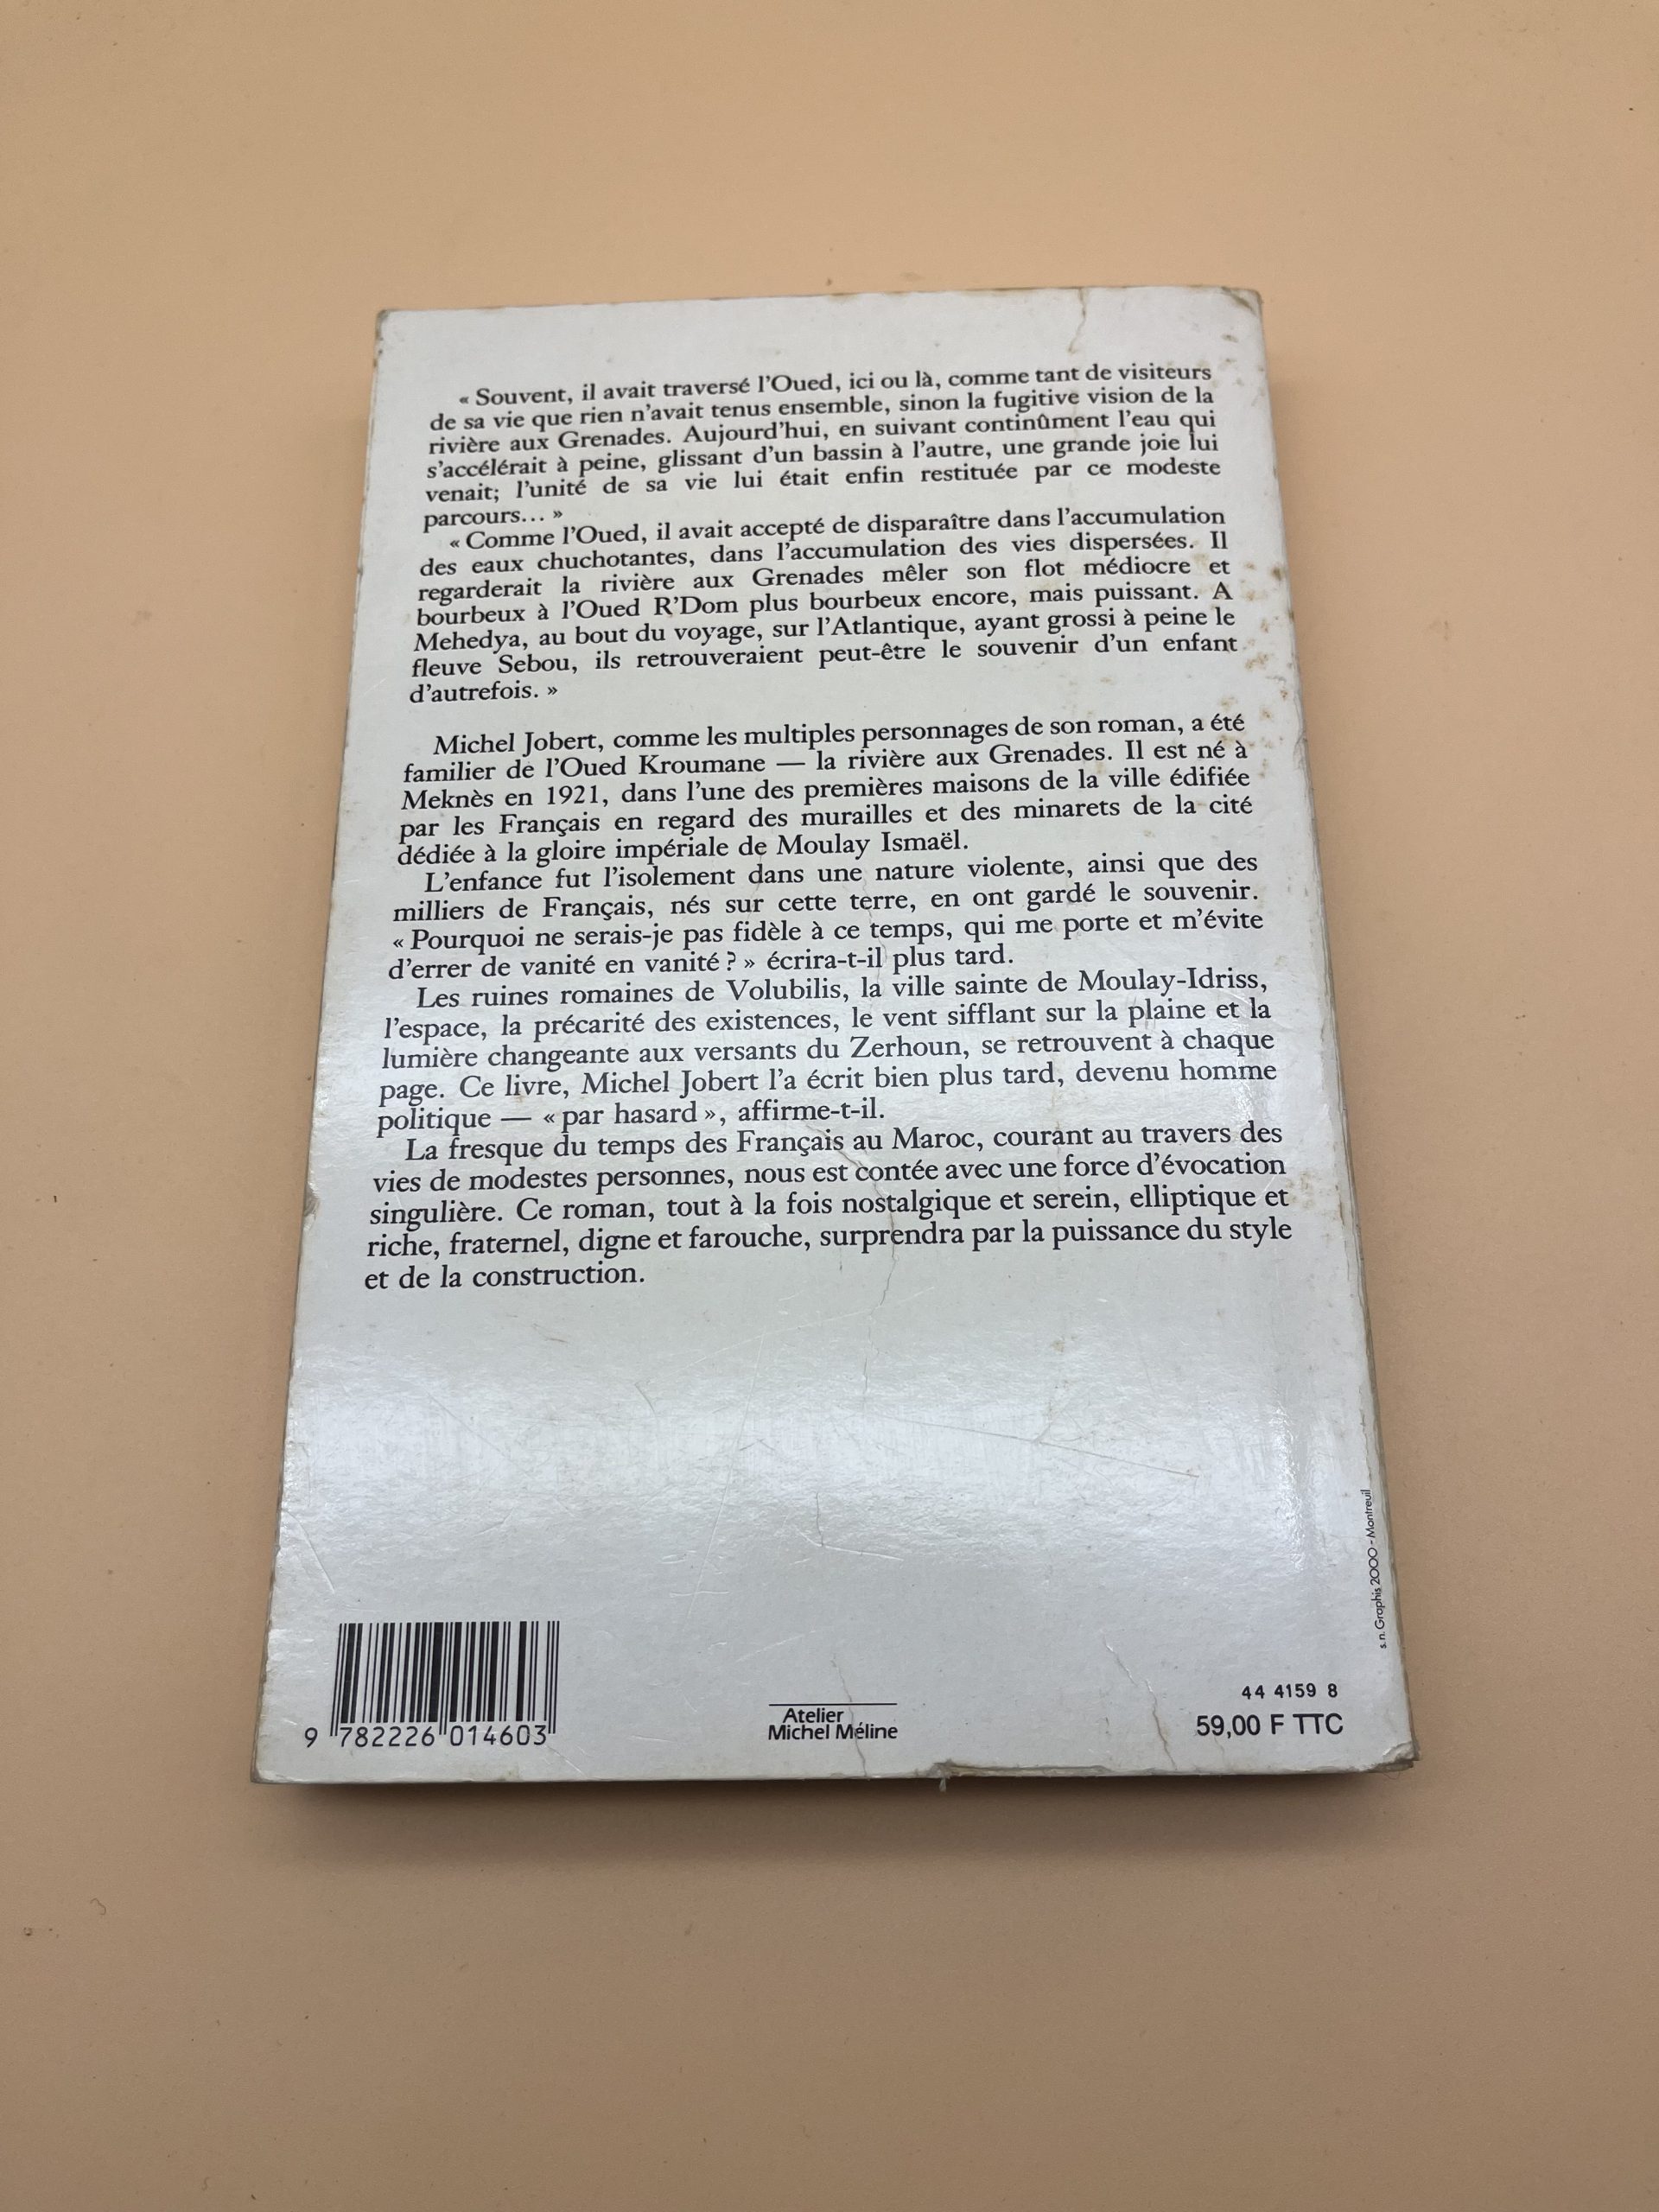 « Souvent, il avait traversé l'Oued, ici ou là, comme tant de visiteurs
de sa vie que rien n'avait tenus ensemble, sinon la fugitive vision de la
rivière aux Grenades. Aujourd'hui, en suivant continûment l'eau qui
s'accélérait à peine, glissant d'un bassin à l'autre, une grande joie lui
venait; l'unité de sa vie lui était enfin restituée par ce modeste
parcours... »
« Comme l'Oued, il avait accepté de disparaître dans l'accumulation
des eaux chuchotantes, dans l'accumulation des vies dispersées. Il
regarderait la rivière aux Grenades mêler son flot médiocre et
bourbeux à l'Oued R'Dom plus bourbeux encore, mais puissant. A
Mehedya, au bout du voyage, sur l'Atlantique, ayant grossi à peine le
fleuve Sebou, ils retrouveraient peut-être le souvenir d'un enfant
d'autrefois. »
Michel Jobert, comme les multiples personnages de son roman, a été
familier de l'Oued Kroumane — la rivière aux Grenades. Il est né à
Meknès en 1921, dans l'une des premières maisons de la ville édifiée
par les Français en regard des murailles et des minarets de la cité
dédiée à la gloire impériale de Moulay Ismaël.
L'enfance fut l'isolement dans une nature violente, ainsi que des
milliers de Français, nés sur cette terre, en ont gardé le souvenir.
« Pourquoi ne serais-je pas fidèle à ce temps, qui me porte et m'évite
d'errer de vanité en vanité ? » écrira-t-il plus tard.
Les ruines romaines de Volubilis, la ville sainte de Moulay-Idriss,
l'espace, la précarité des existences, le vent sifflant sur la plaine et la
lumière changeante aux versants du Zerhoun, se retrouvent à chaque
page. Ce livre, Michel Jobert l'a écrit bien plus tard, devenu homme
politique — « par hasard », affirme-t-il.
La fresque du temps des Français au Maroc, courant au travers des
vies de modestes personnes, nous est contée avec une force d'évocation
singulière. Ce roman, tout à la fois nostalgique et serein, elliptique et
riche, fraternel, digne et farouche, surprendra par la puissance du style
et de la construction.
s.n. Graphis 2000 - Montreuil
9 782226 014603
Atelier
Michel Méline
44 4159 8
59,00 F TTC